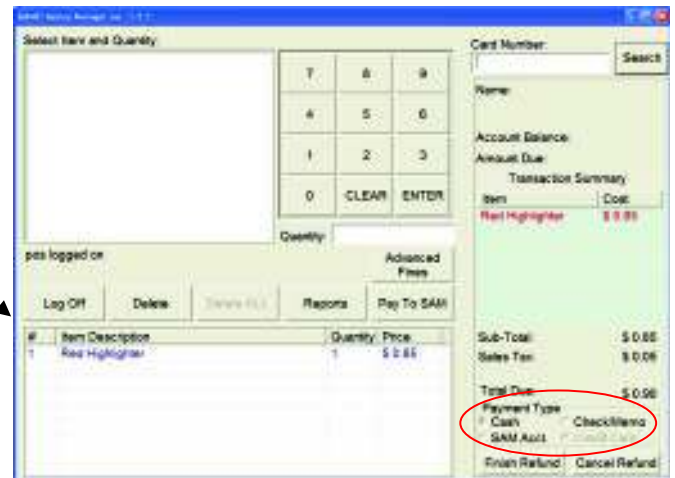 Select Item and Quantity:
7 8 9
4 5 6
1 2 3
0 CLEAR ENTER
Quantity:
pos logged on
Advanced Fines
Log Off Delete Reports Pay To SAM
# Item Description Quantity Price
1 Red Highlighter 1 $ 0.85
Card Number:
Search
Name:
Account Balance:
Amount Due:
Transaction Summary
Item Cost
Red Highlighter $ 0.85
Sub-Total: $ 0.85
Sales Tax: $ 0.05
Total Due: $ 0.90
Payment Type
Cash Check/Memo
SAM Acct Credit Card
Finish Refund Cancel Refund